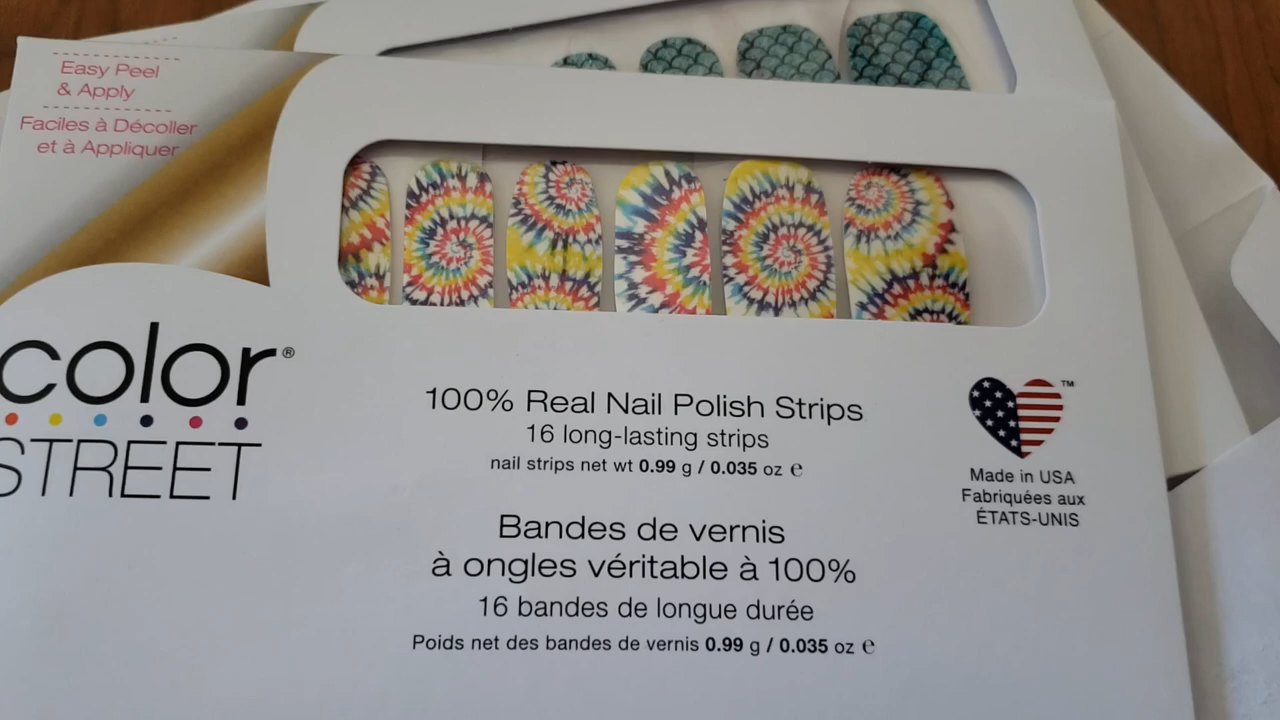 Easy Peel
& Apply
Faciles à Décoller
et à Appliquer
color®
STREET
100% Real Nail Polish Strips
16 long-lasting strips
nail strips net wt 0.99 g / 0.035 oz ℮
Bandes de vernis
à ongles véritable à 100%
16 bandes de longue durée
Poids net des bandes de vernis 0.99 g / 0.035 oz ℮
™
Made in USA
Fabriquées aux
ÉTATS-UNIS